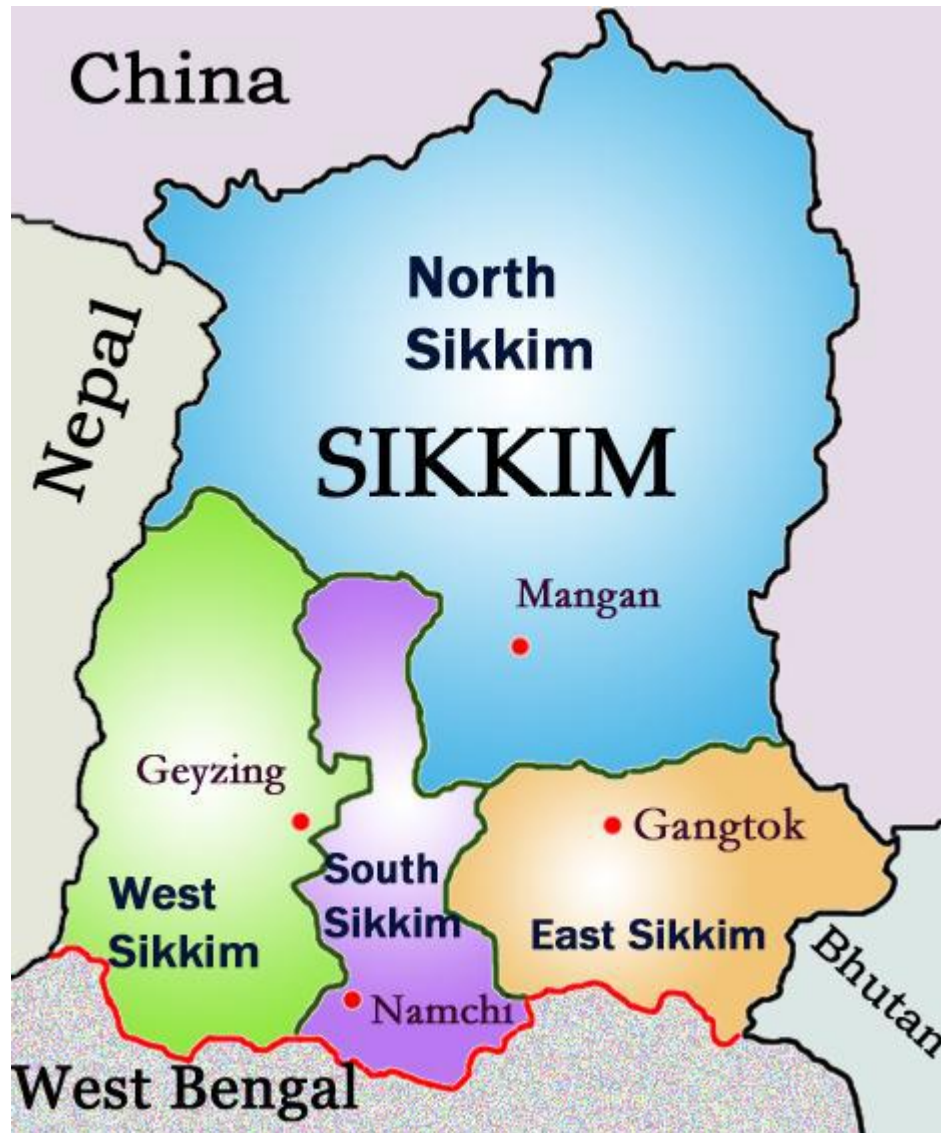 China
Nepal
North
Sikkim
SIKKIM
Mangan
Geyzing
Gangtok
South
Sikkim
West
Sikkim
East Sikkim
Bhutan
Namchi
West Bengal